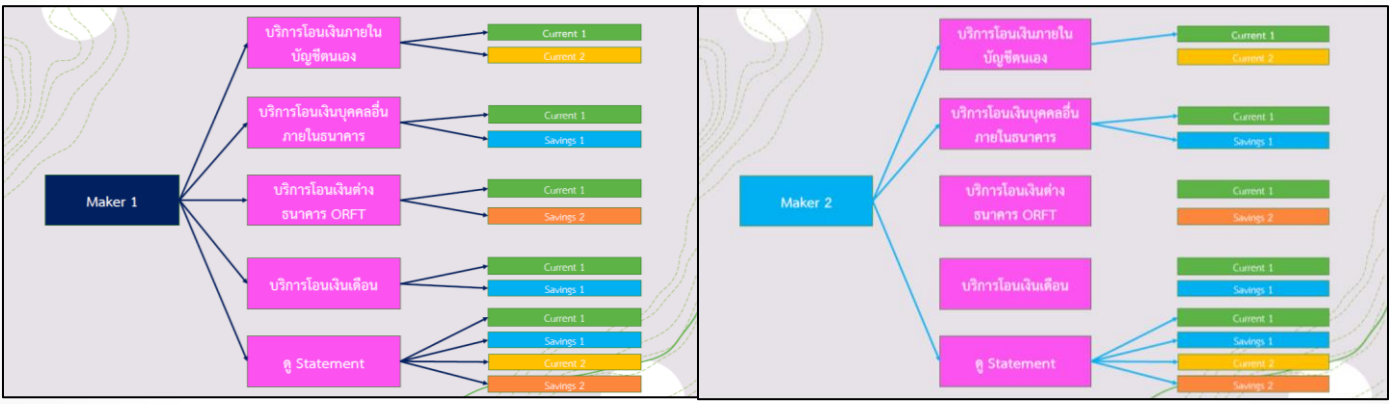 บริการโอนเงินภายใน
บัญชีตนเอง
Current 1
Current 2
บริการโอนเงินบุคคลอื่น
ภายในธนาคาร
Current 1
Savings 1
Maker 1
บริการโอนเงินต่าง
ธนาคาร ORFT
Current 1
Savings 2
บริการโอนเงินเดือน
Current 1
Savings 1
ดู Statement
Current 1
Savings 1
Current 2
Savings 2
บริการโอนเงินภายใน
บัญชีตนเอง
Current 1
Current 2
บริการโอนเงินบุคคลอื่น
ภายในธนาคาร
Current 1
Savings 1
Maker 2
บริการโอนเงินต่าง
ธนาคาร ORFT
Current 1
Savings 2
บริการโอนเงินเดือน
Current 1
Savings 1
ดู Statement
Current 1
Savings 1
Current 2
Savings 2